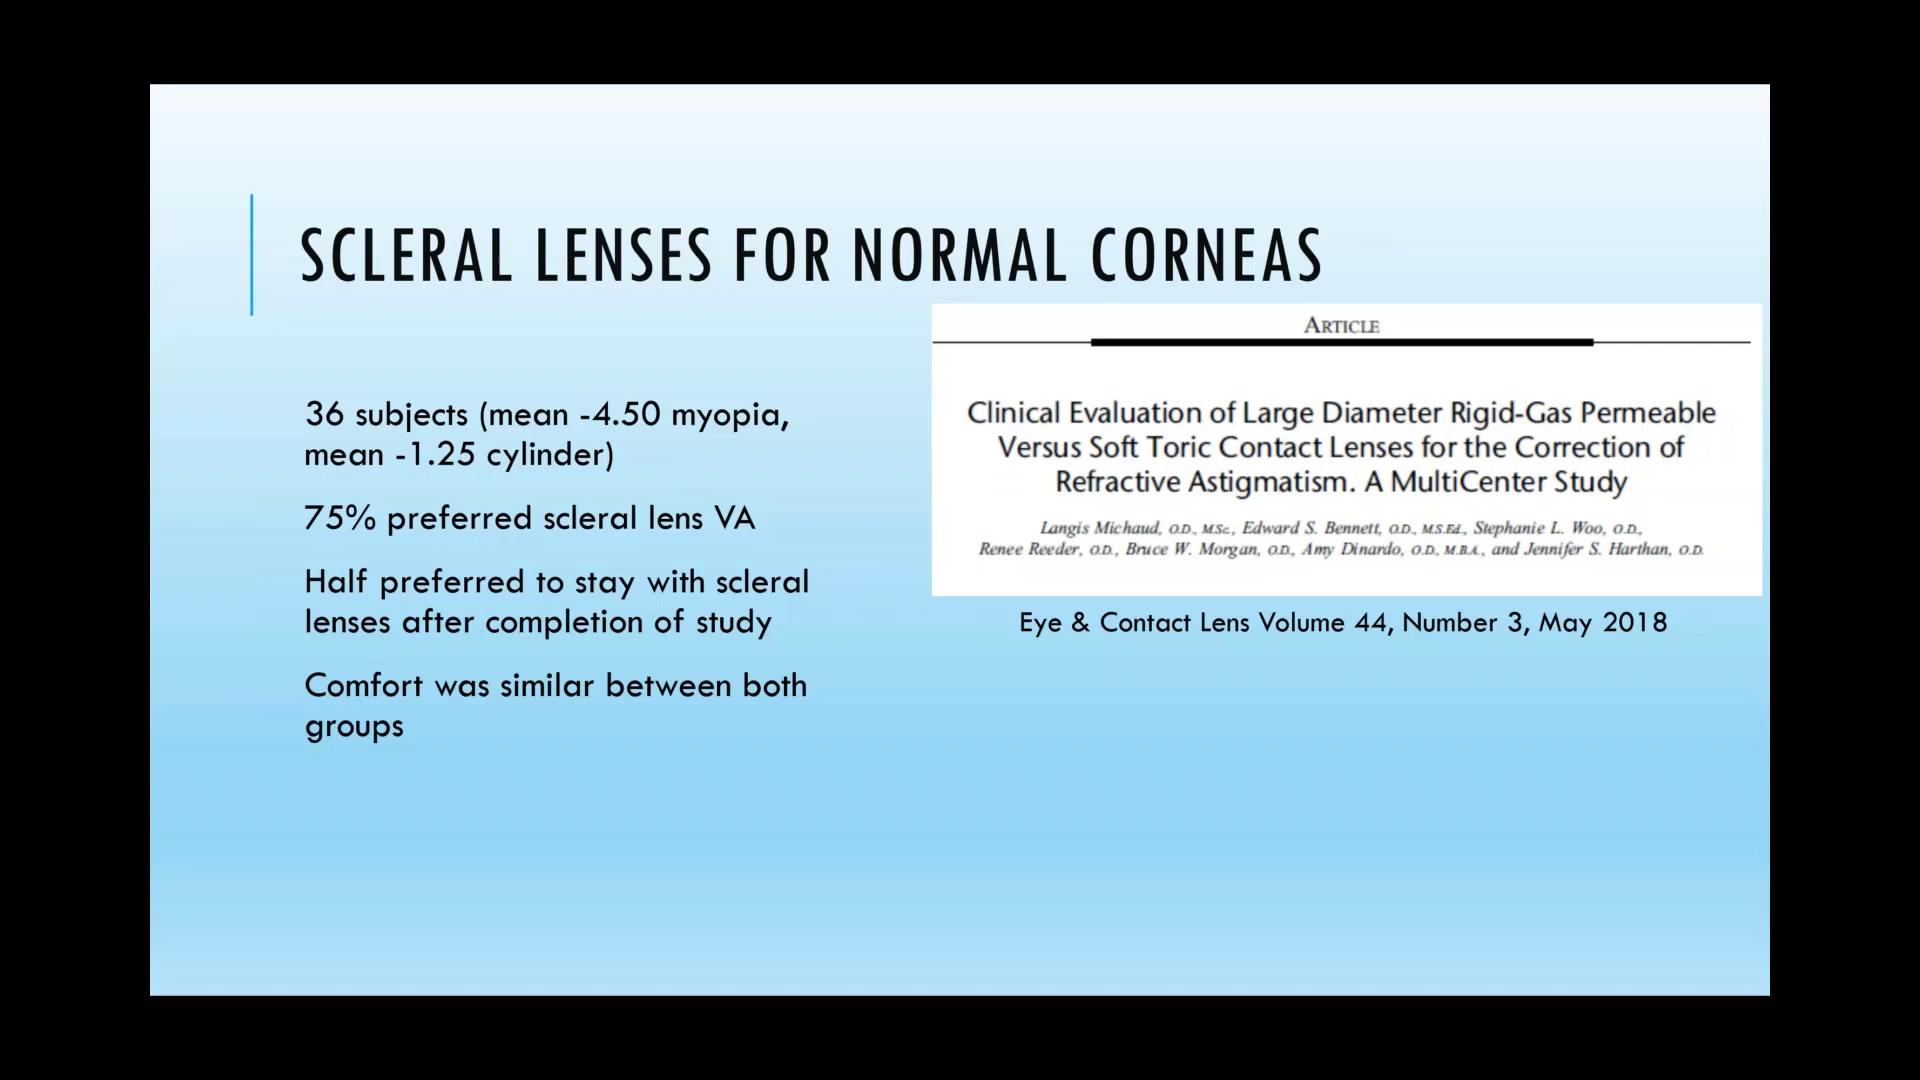 SCLERAL LENSES FOR NORMAL CORNEAS
36 subjects (mean -4.50 myopia,
mean -1.25 cylinder)
75% preferred scleral lens VA
Half preferred to stay with scleral
lenses after completion of study
Comfort was similar between both
groups
ARTICLE
Clinical Evaluation of Large Diameter Rigid-Gas Permeable
Versus Soft Toric Contact Lenses for the Correction of
Refractive Astigmatism. A MultiCenter Study
Langis Michaud, O.D., M.Sc., Edward S. Bennett, O.D., M.S.Ed., Stephanie L. Woo, O.D.,
Renee Reeder, O.D., Bruce W. Morgan, O.D., Amy Dinardo, O.D., M.B.A., and Jennifer S. Harthan, O.D.
Eye & Contact Lens Volume 44, Number 3, May 2018